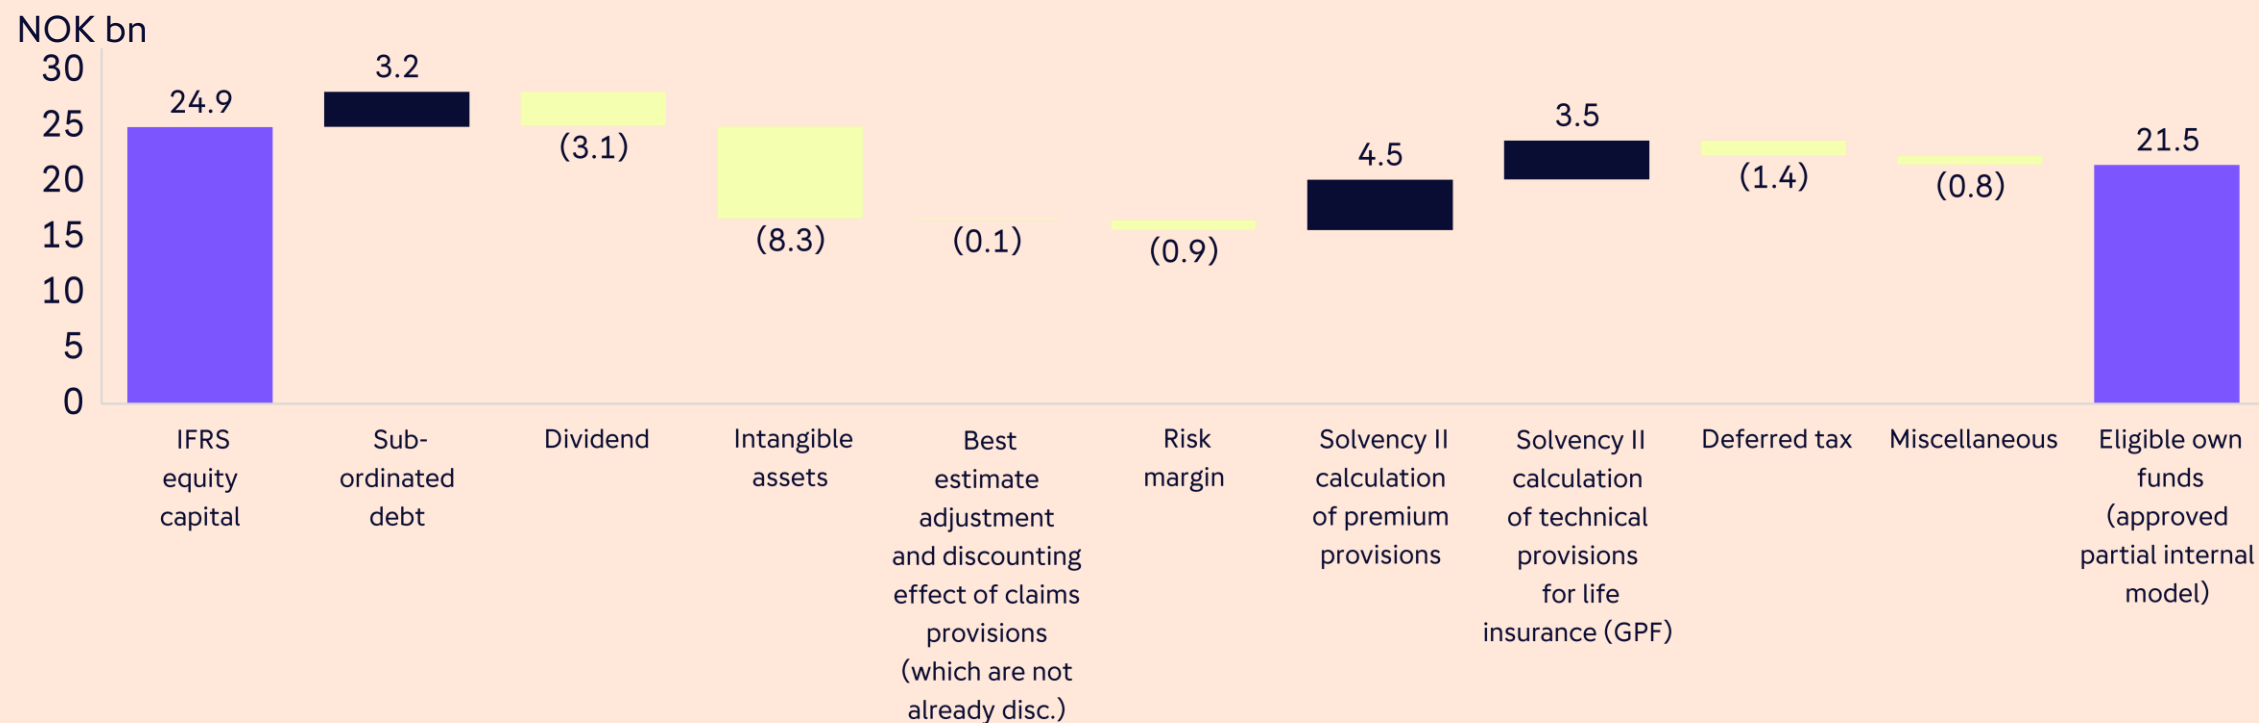 NOK bn
30
25
20
15
10
5
0
24.9
3.2
(3.1)
(8.3)
(0.1)
(0.9)
4.5
3.5
(1.4)
(0.8)
21.5
IFRS
equity
capital
Sub-
ordinated
debt
Dividend
Intangible
assets
Best
estimate
adjustment
and discounting
effect of claims
provisions
(which are not
already disc.)
Risk
margin
Solvency II
calculation
of premium
provisions
Solvency II
calculation
of technical
provisions
for life
insurance (GPF)
Deferred tax
Miscellaneous
Eligible own
funds
(approved
partial internal
model)